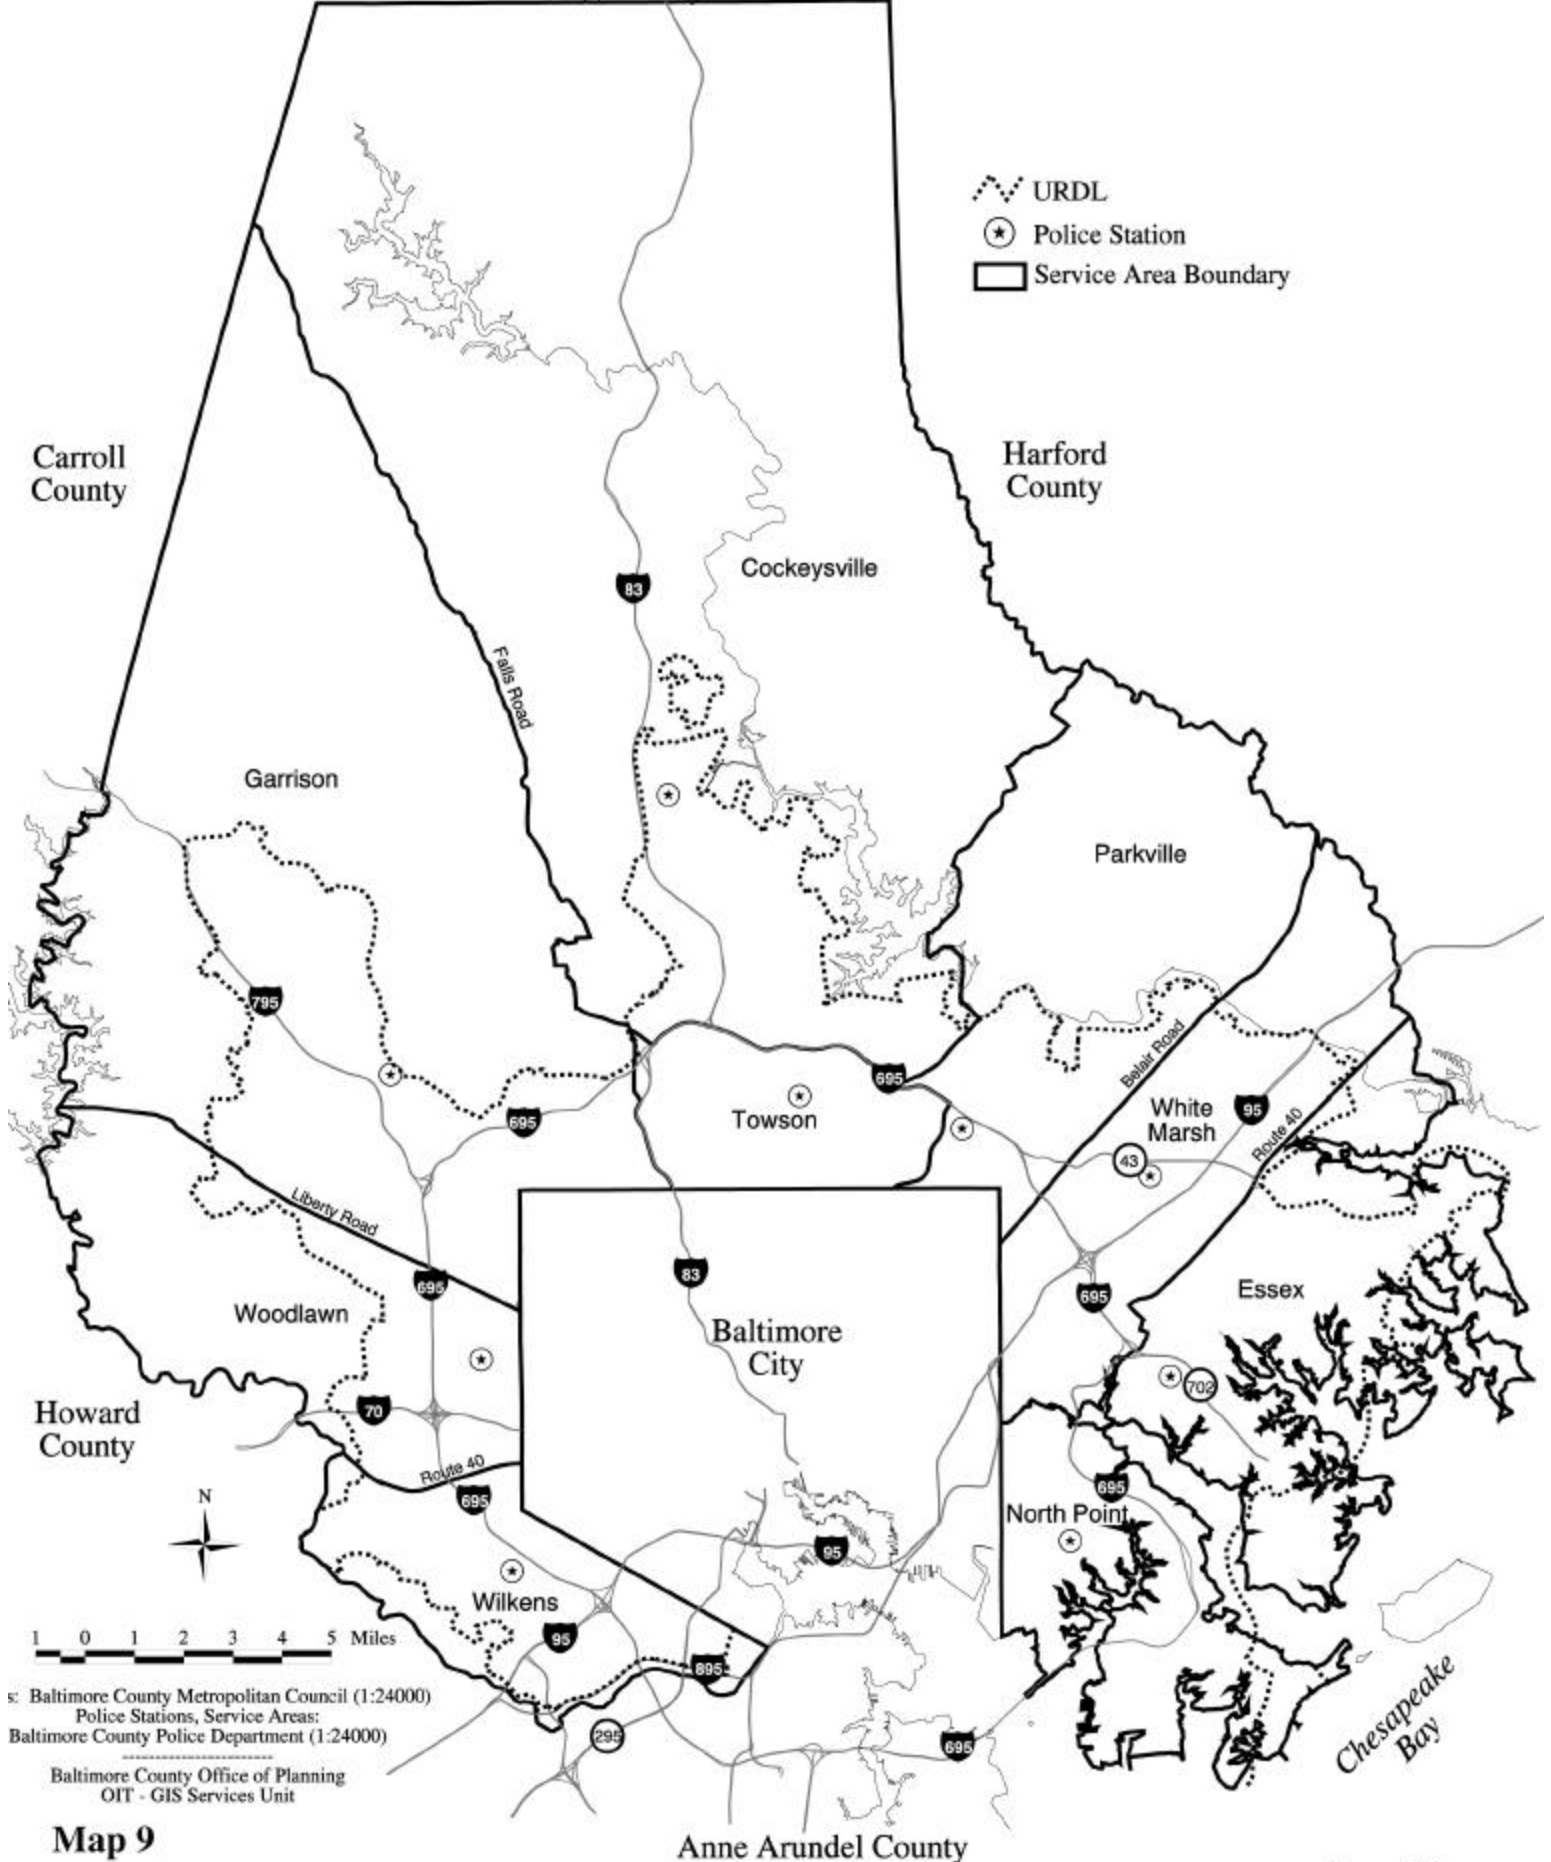 URDL
Police Station
Service Area Boundary
Carroll
County
Harford
County
Cockeysville
83
Falls Road
Garrison
Parkville
795
Belair Road
695
Towson
695
White
Marsh
95
Route 40
43
Liberty Road
83
695
695
Essex
Woodlawn
Baltimore
City
702
Howard
County
70
Route 40
695
695
N
North Point
95
Wilkens
95
895
1 0 1 2 3 4 5 Miles
s: Baltimore County Metropolitan Council (1:24000)
Police Stations, Service Areas:
Baltimore County Police Department (1:24000)
------------------------
Baltimore County Office of Planning
OIT - GIS Services Unit
295
695
Chesapeake
Bay
Map 9
Anne Arundel County